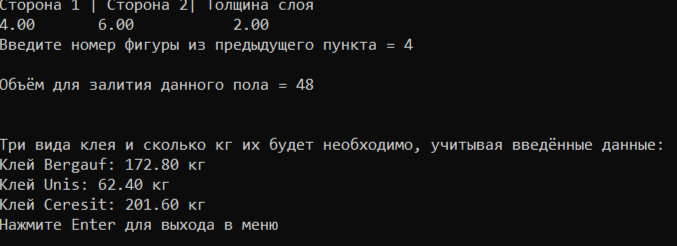 Сторона 1 | Сторона 2| Толщина слоя
4.00 6.00 2.00
Введите номер фигуры из предыдущего пункта = 4
Объём для залития данного пола = 48
Три вида клея и сколько кг их будет необходимо, учитывая введённые данные:
Клей Bergauf: 172.80 кг
Клей Unis: 62.40 кг
Клей Ceresit: 201.60 кг
Нажмите Enter для выхода в меню